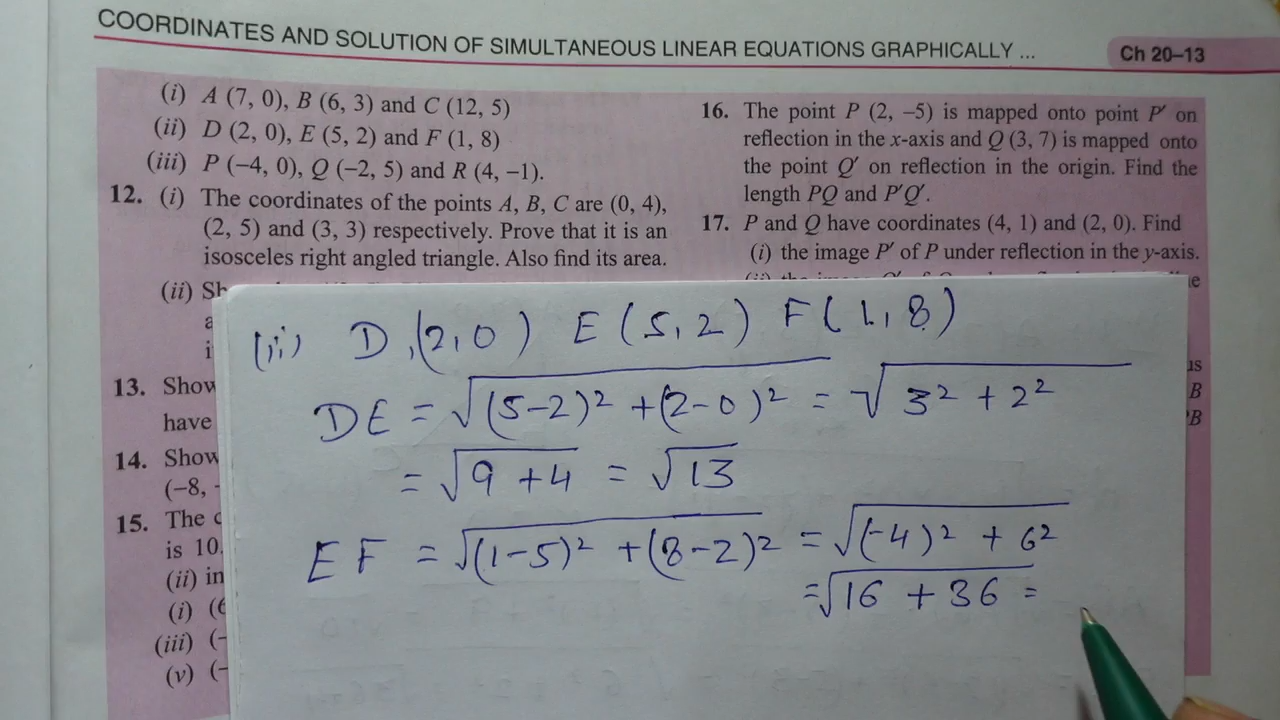 COORDINATES AND SOLUTION OF SIMULTANEOUS LINEAR EQUATIONS GRAPHICALLY ...
Ch 20–13
(i) A (7, 0), B (6, 3) and C (12, 5)
(ii) D (2, 0), E (5, 2) and F (1, 8)
(iii) P (–4, 0), Q (–2, 5) and R (4, –1).
12. (i) The coordinates of the points A, B, C are (0, 4),
(2, 5) and (3, 3) respectively. Prove that it is an
isosceles right angled triangle. Also find its area.
(ii) Sh
13. Show
have
14. Show
(–8,
15. The
is 10.
(ii) in
(i) (6
(iii) (–
(v) (–
16. The point P (2, –5) is mapped onto point P′ on
reflection in the x-axis and Q (3, 7) is mapped onto
the point Q′ on reflection in the origin. Find the
length PQ and P′Q′.
17. P and Q have coordinates (4, 1) and (2, 0). Find
(i) the image P′ of P under reflection in the y-axis.
(ii) D(2,0) E(5,2) F(1,8)
DE = √(5-2)² + (2-0)² = √3² + 2²
= √9 + 4 = √13
EF = √(1-5)² + (8-2)² = √(-4)² + 6²
= √16 + 36 =